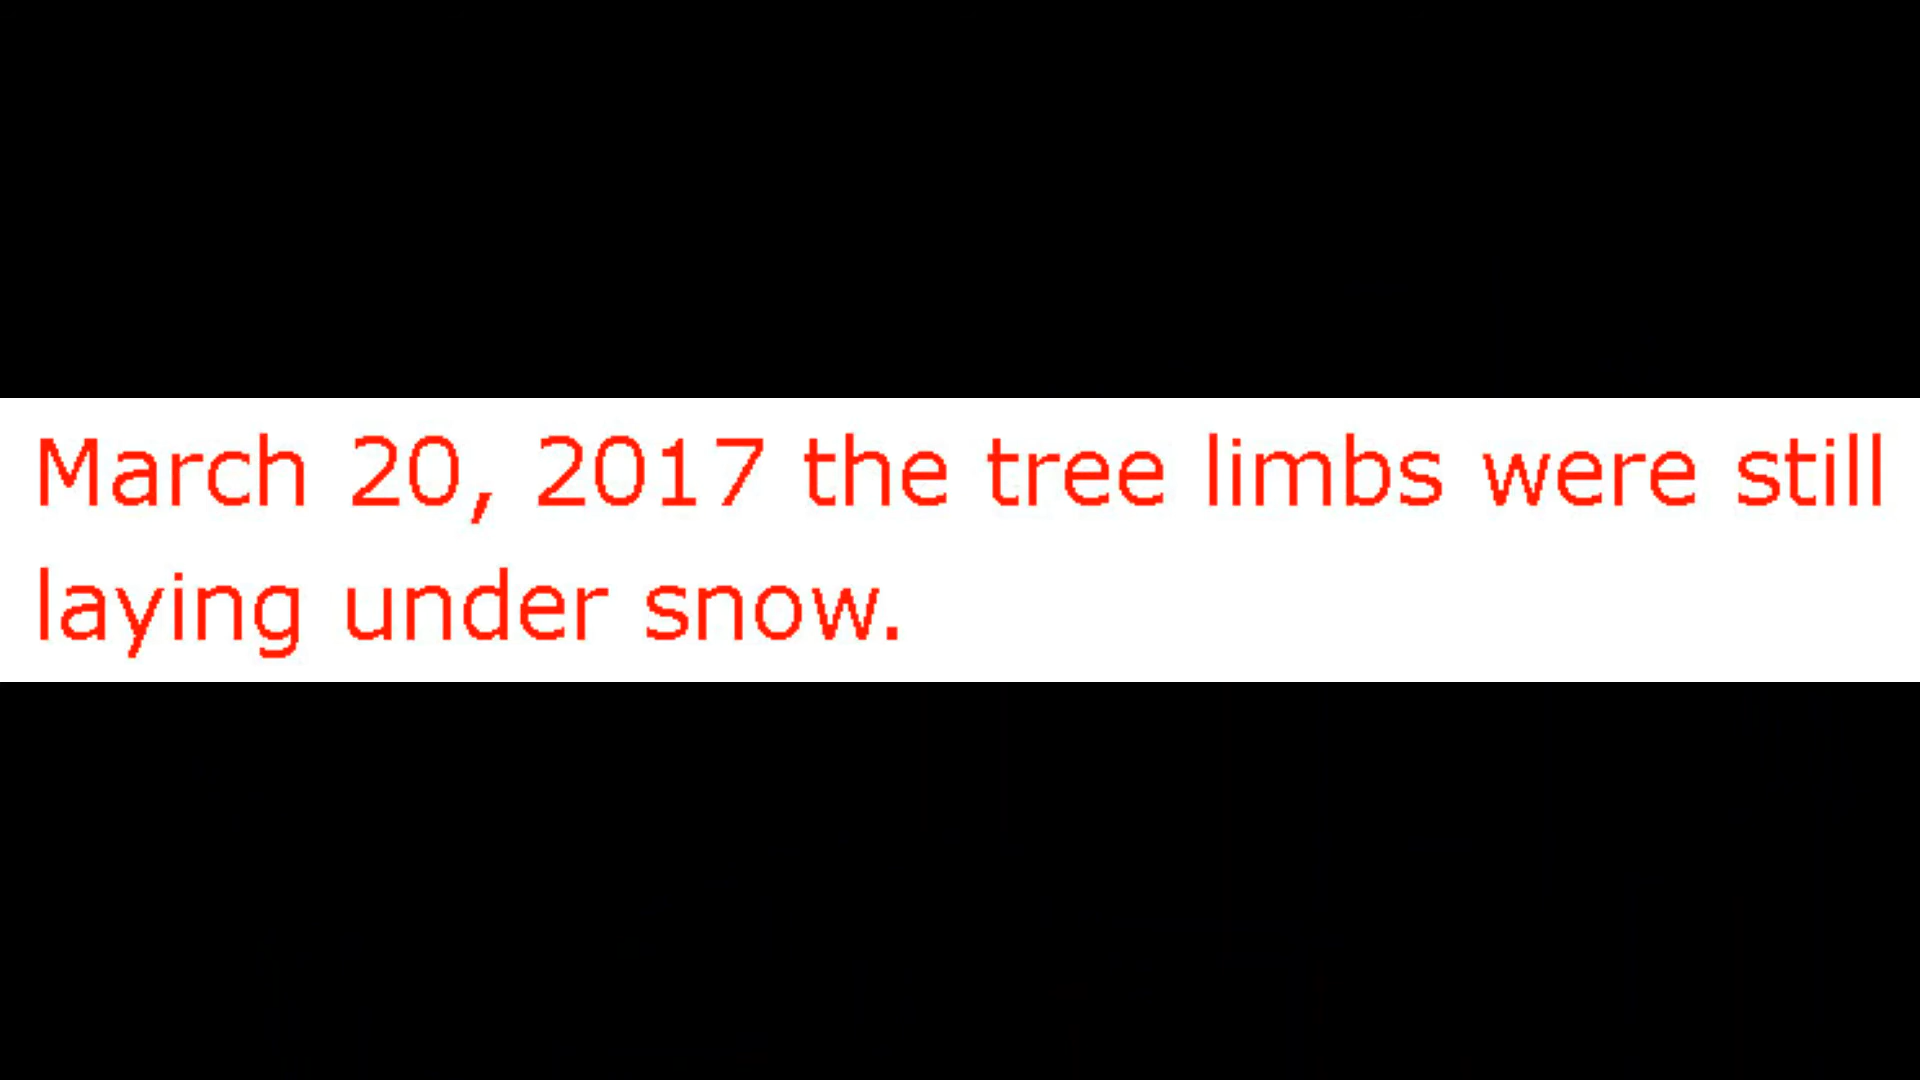 March 20, 2017 the tree limbs were still
laying under snow.